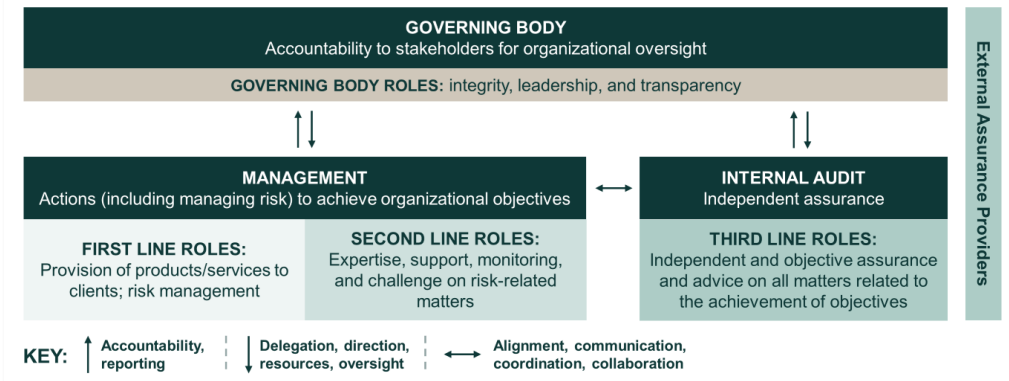 GOVERNING BODY
Accountability to stakeholders for organizational oversight
GOVERNING BODY ROLES: integrity, leadership, and transparency
External Assurance Providers
MANAGEMENT
Actions (including managing risk) to achieve organizational objectives
INTERNAL AUDIT
Independent assurance
FIRST LINE ROLES:
Provision of products/services to
clients; risk management
SECOND LINE ROLES:
Expertise, support, monitoring,
and challenge on risk-related
matters
THIRD LINE ROLES:
Independent and objective assurance
and advice on all matters related to
the achievement of objectives
KEY:
Accountability,
reporting
Delegation, direction,
resources, oversight
Alignment, communication,
coordination, collaboration